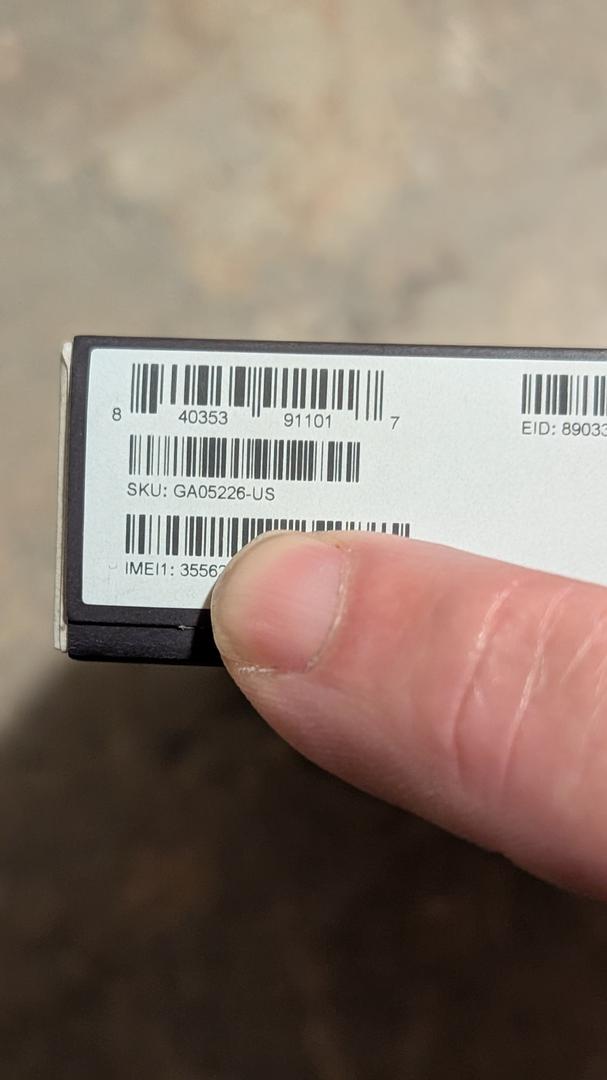 8 40353 91101 7
EID: 89033
SKU: GA05226-US
IMEI1: 35562